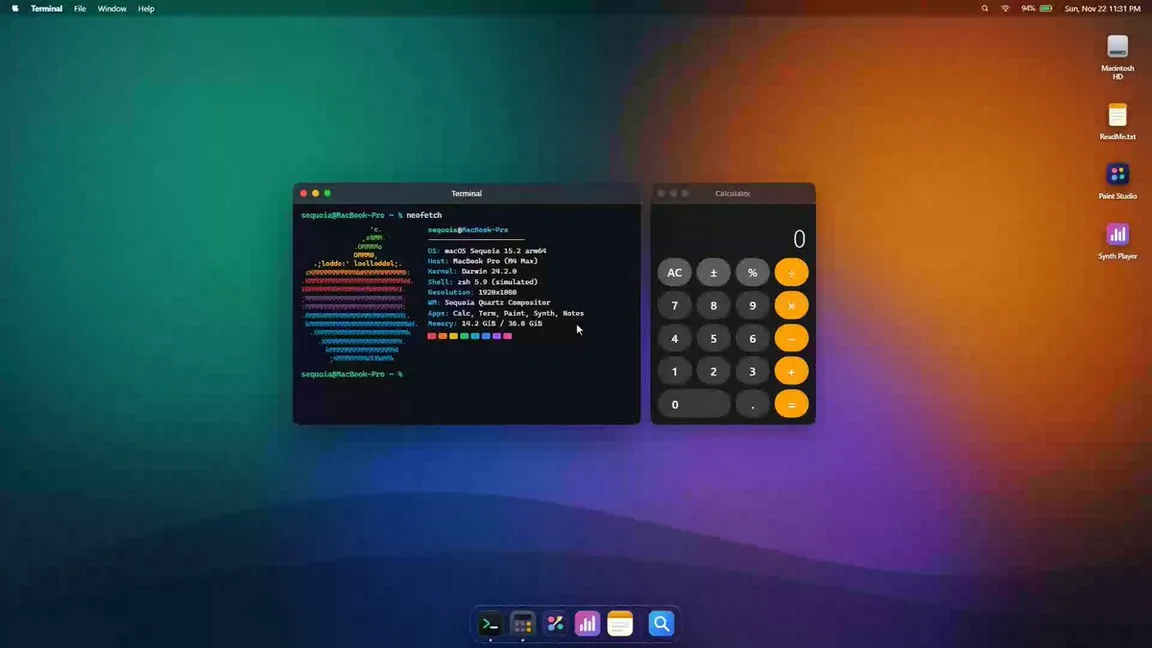 Terminal File Window Help
94% Sun, Nov 22 11:31 PM
Macintosh
HD
ReadMe.txt
Paint Studio
Synth Player
Terminal
sequoia@MacBook-Pro ~ % neofetch
sequoia@MacBook-Pro
OS: macOS Sequoia 15.2 arm64
Host: MacBook Pro (M4 Max)
Kernel: Darwin 24.2.0
Shell: zsh 5.9 (simulated)
Resolution: 1920x1080
WM: Sequoia Quartz Compositor
Apps: Calc, Term, Paint, Synth, Notes
Memory: 14.2 GiB / 36.0 GiB
sequoia@MacBook-Pro ~ %
Calculator
0
AC ± % ÷
7 8 9 ×
4 5 6 −
1 2 3 +
0 . =